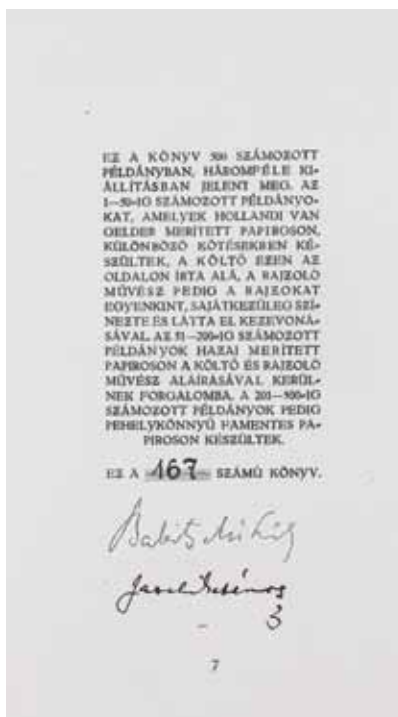 EZ A KÖNYV 500 SZÁMOZOTT
PÉLDÁNYBAN, HÁROMFÉLE KI-
ÁLLÍTÁSBAN JELENT MEG. AZ
1—50-IG SZÁMOZOTT PÉLDÁNYO-
KAT, AMELYEK HOLLANDI VAN
GELDER MERÍTETT PAPIROSON,
KÜLÖNBÖZŐ KÖTÉSEKBEN KÉ-
SZÜLTEK, A KÖLTŐ EZEN AZ
OLDALON IRTA ALÁ, A RAJZOLÓ
MŰVÉSZ PEDIG A RAJZOKAT
EGYENKINT, SAJÁTKEZÜLEG SZÍ-
NEZTE ÉS LÁTTA EL KEZEVONÁ-
SÁVAL. AZ 51—200-IG SZÁMOZOTT
PÉLDÁNYOK HAZAI MERÍTETT
PAPIROSON A KÖLTŐ ÉS RAJZOLÓ
MŰVÉSZ ALÁÍRÁSÁVAL KERÜL-
NEK FORGALOMBA. A 201—500-IG
SZÁMOZOTT PÉLDÁNYOK PEDIG
PEHELYKÖNNYŰ FAMENTES PA-
PIROSON KÉSZÜLTEK.
EZ A 167 SZÁMÚ KÖNYV.
Babits Mihály
7